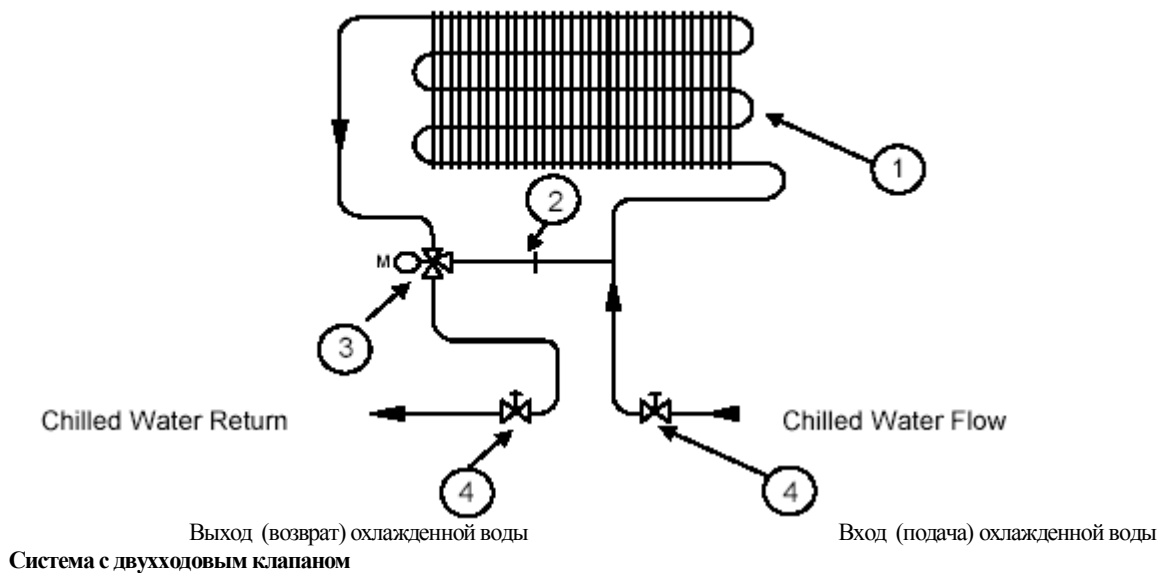 1
2
M
3
Chilled Water Return
Chilled Water Flow
4
4
Выход (возврат) охлажденной воды
Вход (подача) охлажденной воды
Система с двухходовым клапаном